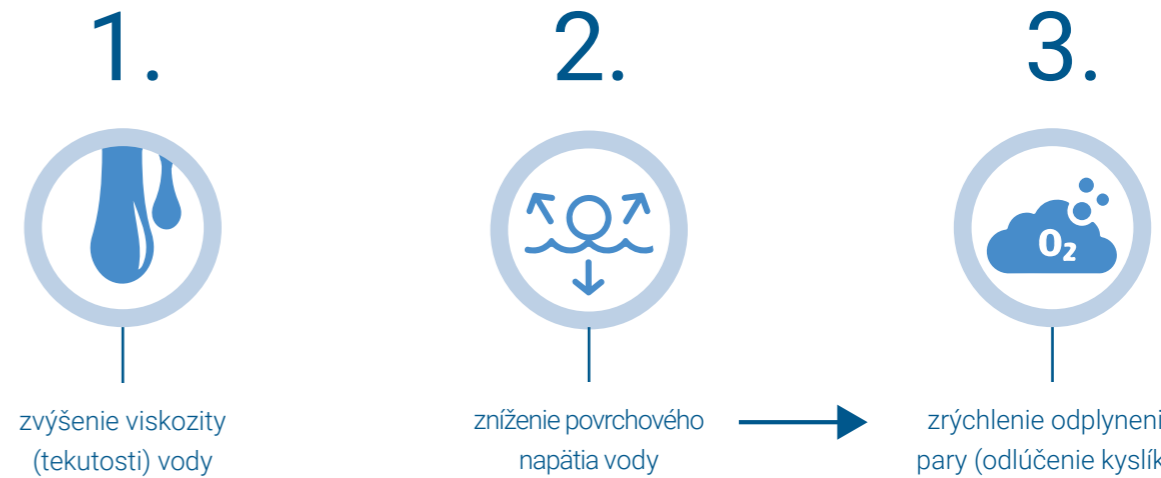 1.
2.
3.
O₂
zvýšenie viskozity
(tekutosti) vody
zníženie povrchového
napätia vody
zrýchlenie odplyneni
pary (odlúčenie kyslík